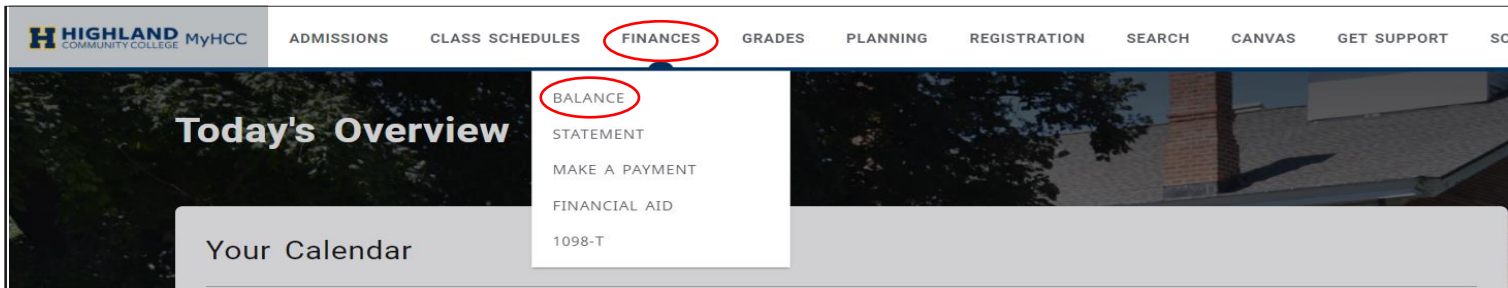 HIGHLAND
COMMUNITY COLLEGE
MyHCC
ADMISSIONS CLASS SCHEDULES FINANCES GRADES PLANNING REGISTRATION SEARCH CANVAS GET SUPPORT SC
BALANCE
STATEMENT
MAKE A PAYMENT
FINANCIAL AID
1098-T
Today's Overview
Your Calendar